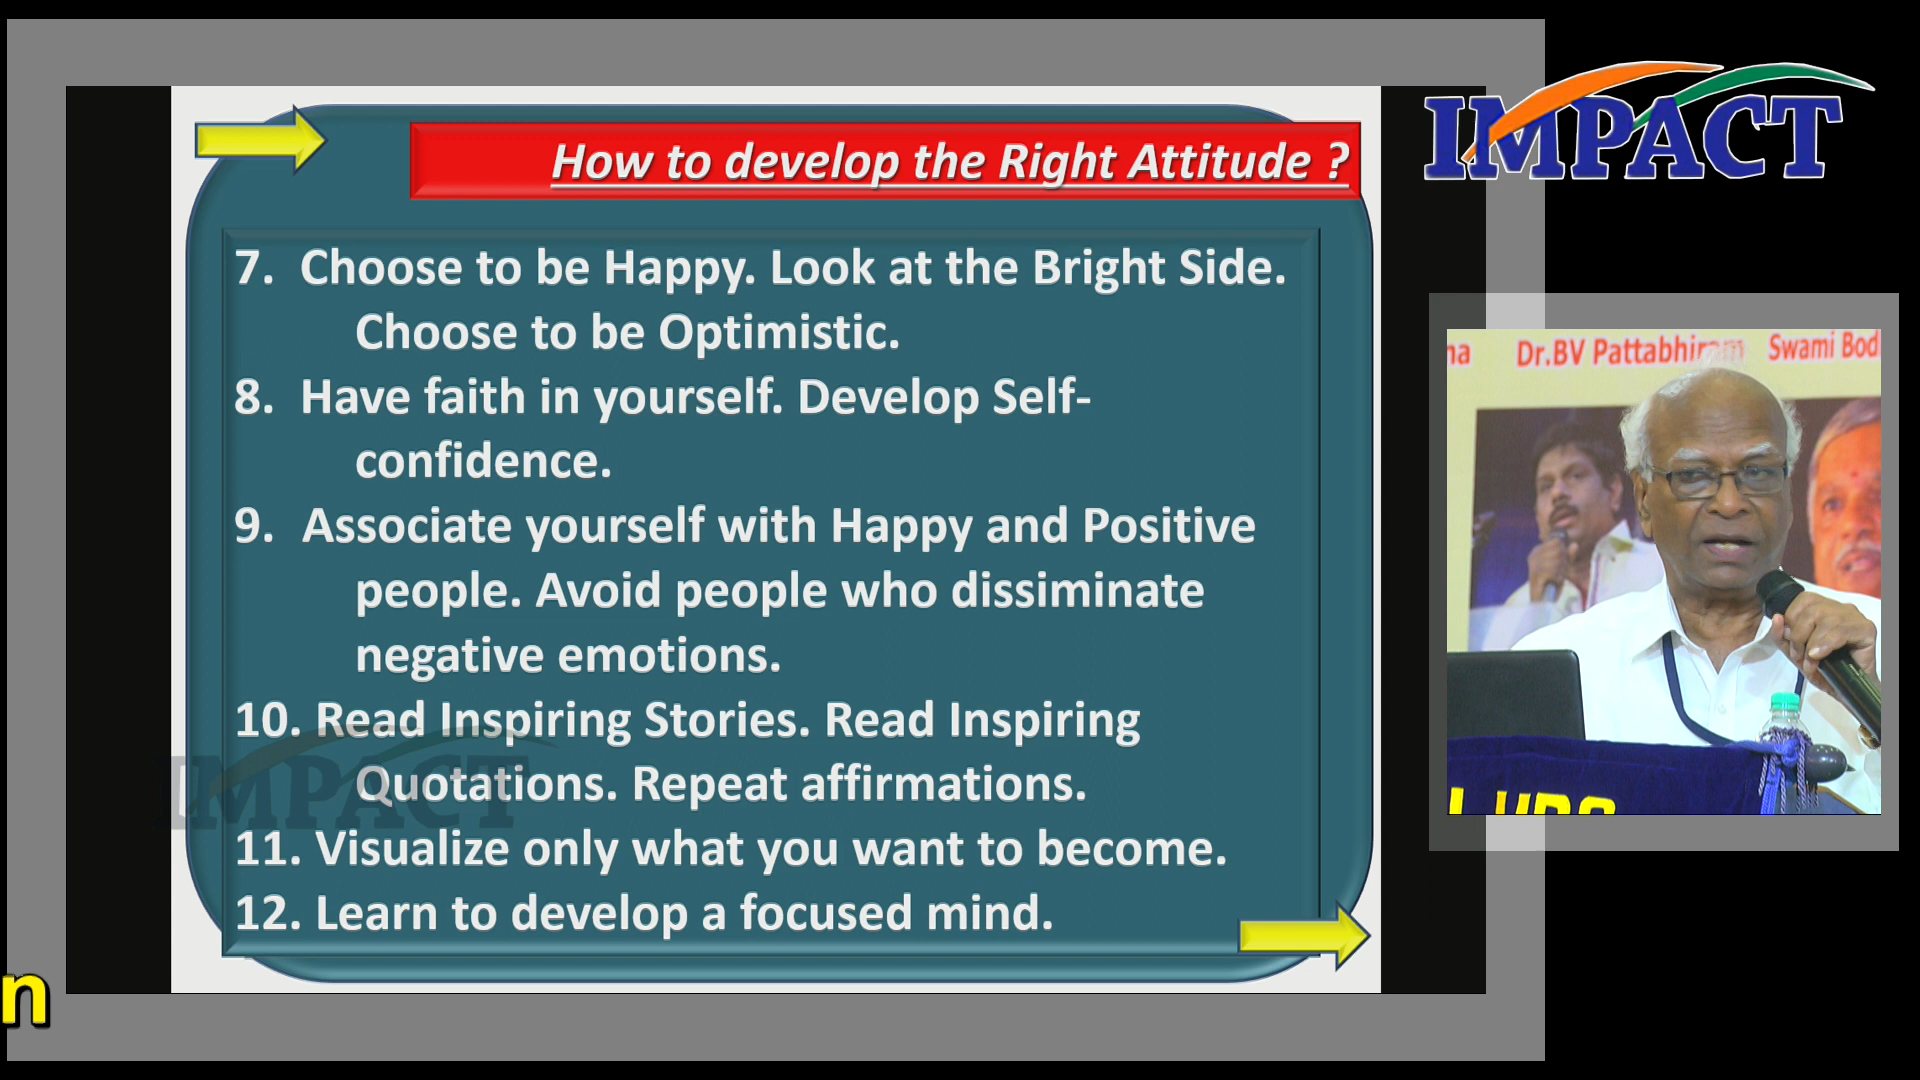 IMPACT
How to develop the Right Attitude ?
7. Choose to be Happy. Look at the Bright Side.
Choose to be Optimistic.
8. Have faith in yourself. Develop Self-
confidence.
9. Associate yourself with Happy and Positive
people. Avoid people who dissiminate
negative emotions.
10. Read Inspiring Stories. Read Inspiring
Quotations. Repeat affirmations.
11. Visualize only what you want to become.
12. Learn to develop a focused mind.
IMPACT
na Dr.BV Pattabhiram Swami Bod
n